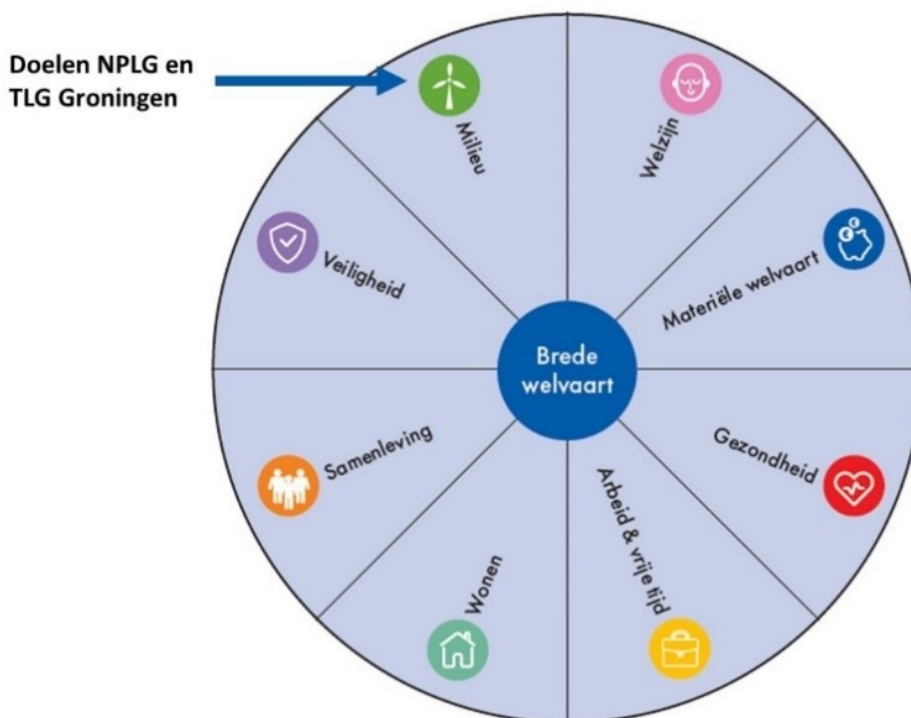 Doelen NPLG en
TLG Groningen
Milieu
Welzijn
Veiligheid
Materiële welvaart
Brede
welvaart
Samenleving
Gezondheid
Wonen
Arbeid & vrije tijd